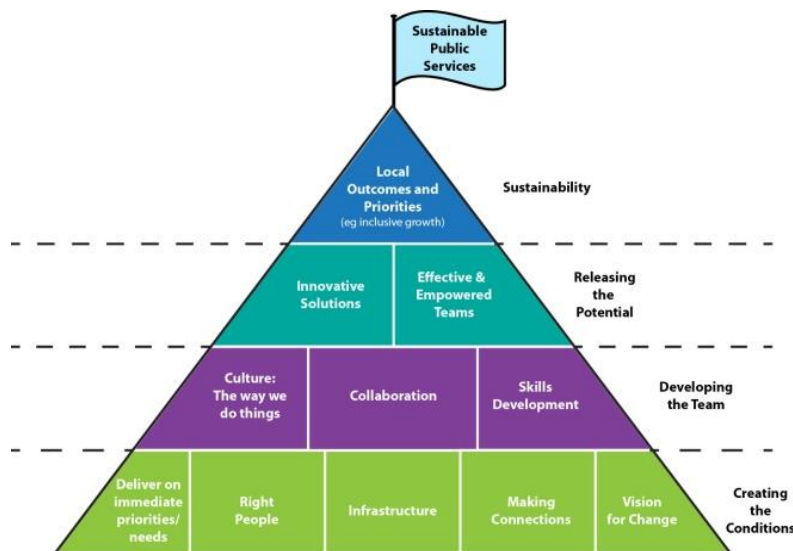 Sustainable
Public
Services
Local
Outcomes and
Priorities
(eg inclusive growth)
Sustainability
Innovative
Solutions
Effective &
Empowered
Teams
Releasing
the
Potential
Culture:
The way we
do things
Collaboration
Skills
Development
Developing
the Team
Deliver on
immediate
priorities/
needs
Right
People
Infrastructure
Making
Connections
Vision
for Change
Creating
the
Conditions